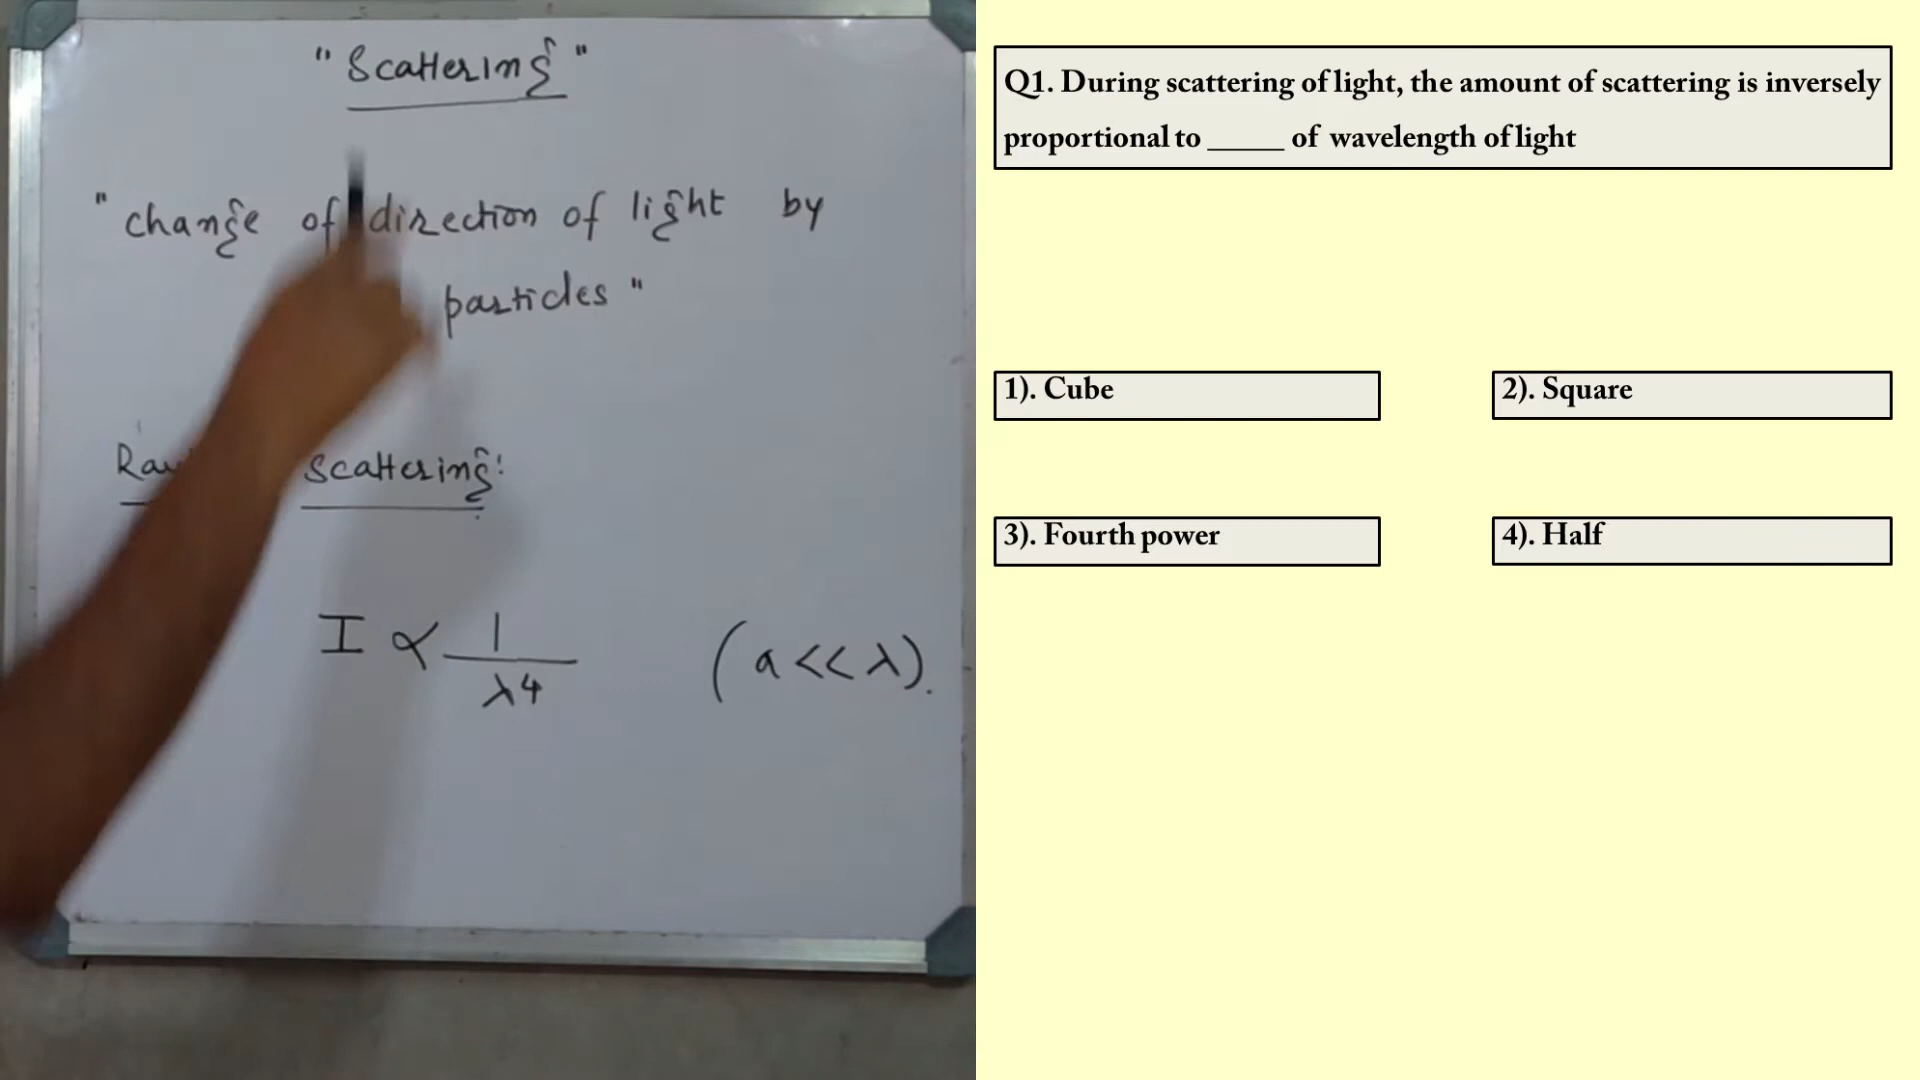 " Scattering "
" change of direction of light by
particles "
Scattering:
I ∝ 1/λ4 (a << λ).
Q1. During scattering of light, the amount of scattering is inversely
proportional to _____ of wavelength of light
1). Cube
2). Square
3). Fourth power
4). Half